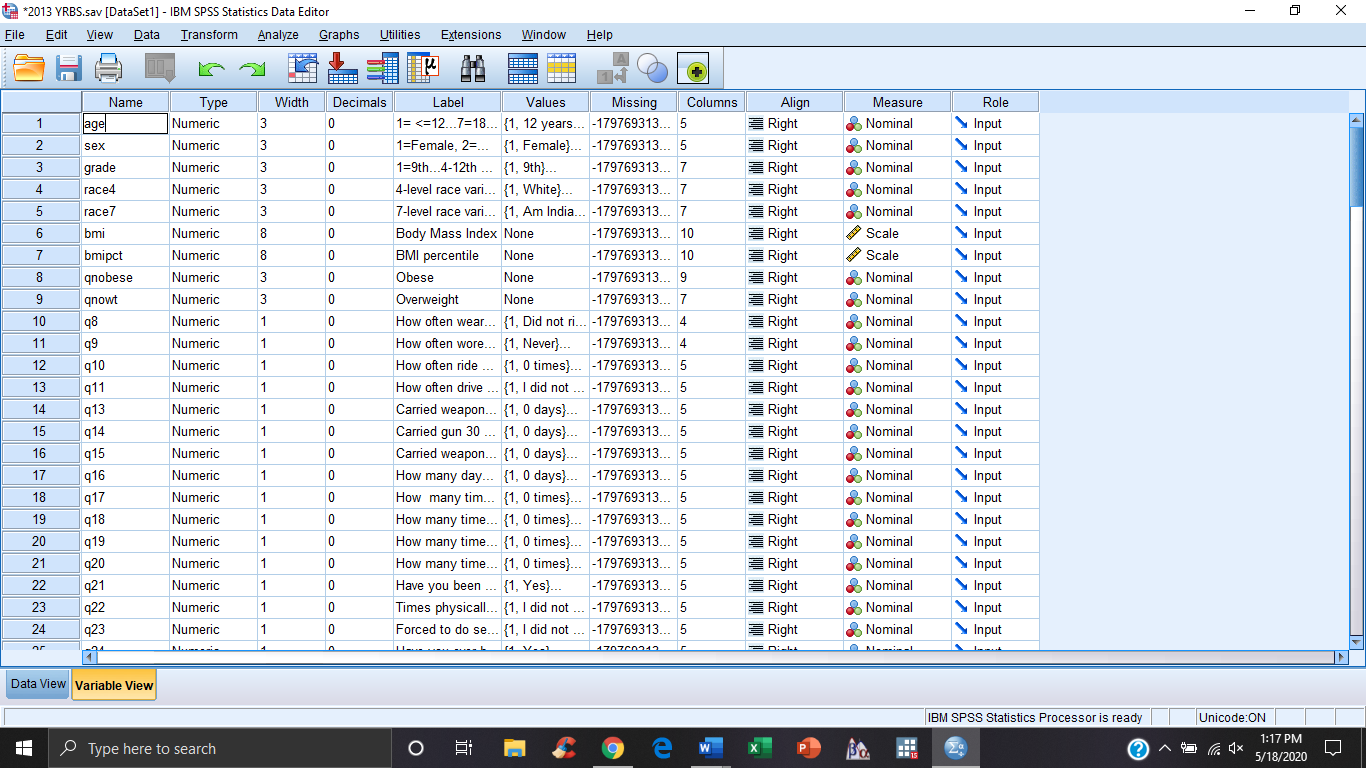 *2013 YRBS.sav [DataSet1] - IBM SPSS Statistics Data Editor
File Edit View Data Transform Analyze Graphs Utilities Extensions Window Help
Name Type Width Decimals Label Values Missing Columns Align Measure Role
1 age Numeric 3 0 1= <=12...7=18... {1, 12 years... -179769313... 5 Right Nominal Input
2 sex Numeric 3 0 1=Female, 2=... {1, Female}... -179769313... 5 Right Nominal Input
3 grade Numeric 3 0 1=9th...4-12th ... {1, 9th}... -179769313... 7 Right Nominal Input
4 race4 Numeric 3 0 4-level race vari... {1, White}... -179769313... 7 Right Nominal Input
5 race7 Numeric 3 0 7-level race vari... {1, Am India... -179769313... 7 Right Nominal Input
6 bmi Numeric 8 0 Body Mass Index None -179769313... 10 Right Scale Input
7 bmipct Numeric 8 0 BMI percentile None -179769313... 10 Right Scale Input
8 qnobese Numeric 3 0 Obese None -179769313... 9 Right Nominal Input
9 qnowt Numeric 3 0 Overweight None -179769313... 7 Right Nominal Input
10 q8 Numeric 1 0 How often wear... {1, Did not ri... -179769313... 4 Right Nominal Input
11 q9 Numeric 1 0 How often wore... {1, Never}... -179769313... 4 Right Nominal Input
12 q10 Numeric 1 0 How often ride ... {1, 0 times}... -179769313... 5 Right Nominal Input
13 q11 Numeric 1 0 How often drive ... {1, I did not ... -179769313... 5 Right Nominal Input
14 q13 Numeric 1 0 Carried weapon... {1, 0 days}... -179769313... 5 Right Nominal Input
15 q14 Numeric 1 0 Carried gun 30 ... {1, 0 days}... -179769313... 5 Right Nominal Input
16 q15 Numeric 1 0 Carried weapon... {1, 0 days}... -179769313... 5 Right Nominal Input
17 q16 Numeric 1 0 How many day... {1, 0 days}... -179769313... 5 Right Nominal Input
18 q17 Numeric 1 0 How many tim... {1, 0 times}... -179769313... 5 Right Nominal Input
19 q18 Numeric 1 0 How many time... {1, 0 times}... -179769313... 5 Right Nominal Input
20 q19 Numeric 1 0 How many time... {1, 0 times}... -179769313... 5 Right Nominal Input
21 q20 Numeric 1 0 How many time... {1, 0 times}... -179769313... 5 Right Nominal Input
22 q21 Numeric 1 0 Have you been ... {1, Yes}... -179769313... 5 Right Nominal Input
23 q22 Numeric 1 0 Times physicall... {1, I did not ... -179769313... 5 Right Nominal Input
24 q23 Numeric 1 0 Forced to do se... {1, I did not ... -179769313... 5 Right Nominal Input
Data View Variable View
IBM SPSS Statistics Processor is ready Unicode:ON
Type here to search
1:17 PM
5/18/2020